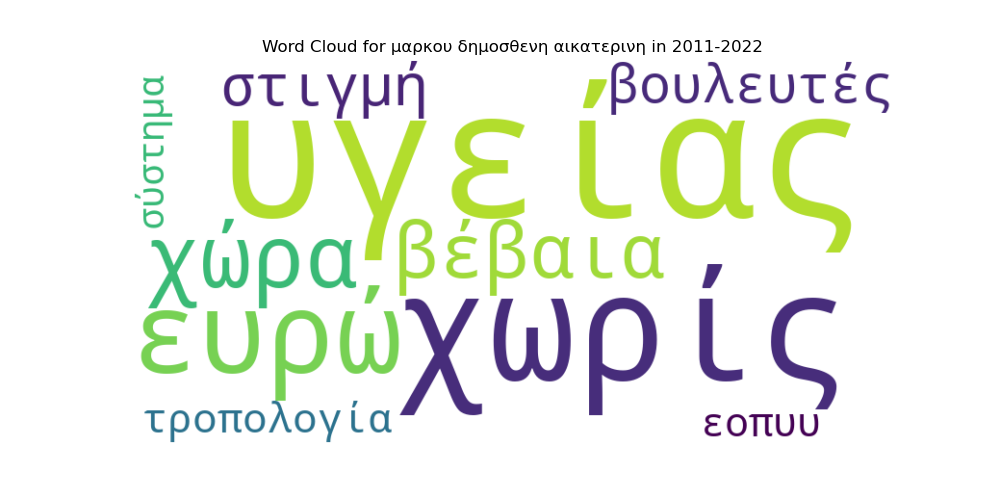 Word Cloud for μαρκου δημοσθενη αικατερινη in 2011-2022
στιγμή
βουλευτές
σύστημα
υγείας
χώρα
βέβαια
ευρώ
χωρίς
τροπολογία
εοπυυ